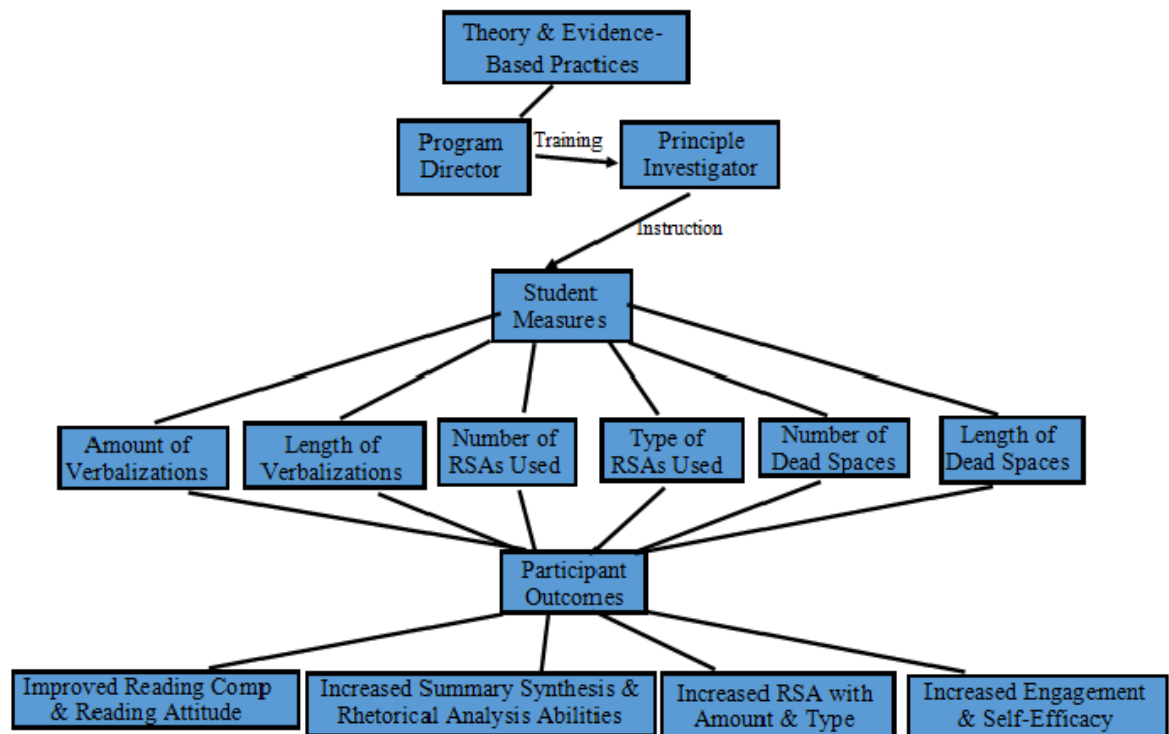 Theory & Evidence-
Based Practices
Program
Director
Training
Principle
Investigator
Instruction
Student
Measures
Amount of
Verbalizations
Length of
Verbalizations
Number of
RSAs Used
Type of
RSAs Used
Number of
Dead Spaces
Length of
Dead Spaces
Participant
Outcomes
Improved Reading Comp
& Reading Attitude
Increased Summary Synthesis &
Rhetorical Analysis Abilities
Increased RSA with
Amount & Type
Increased Engagement
& Self-Efficacy